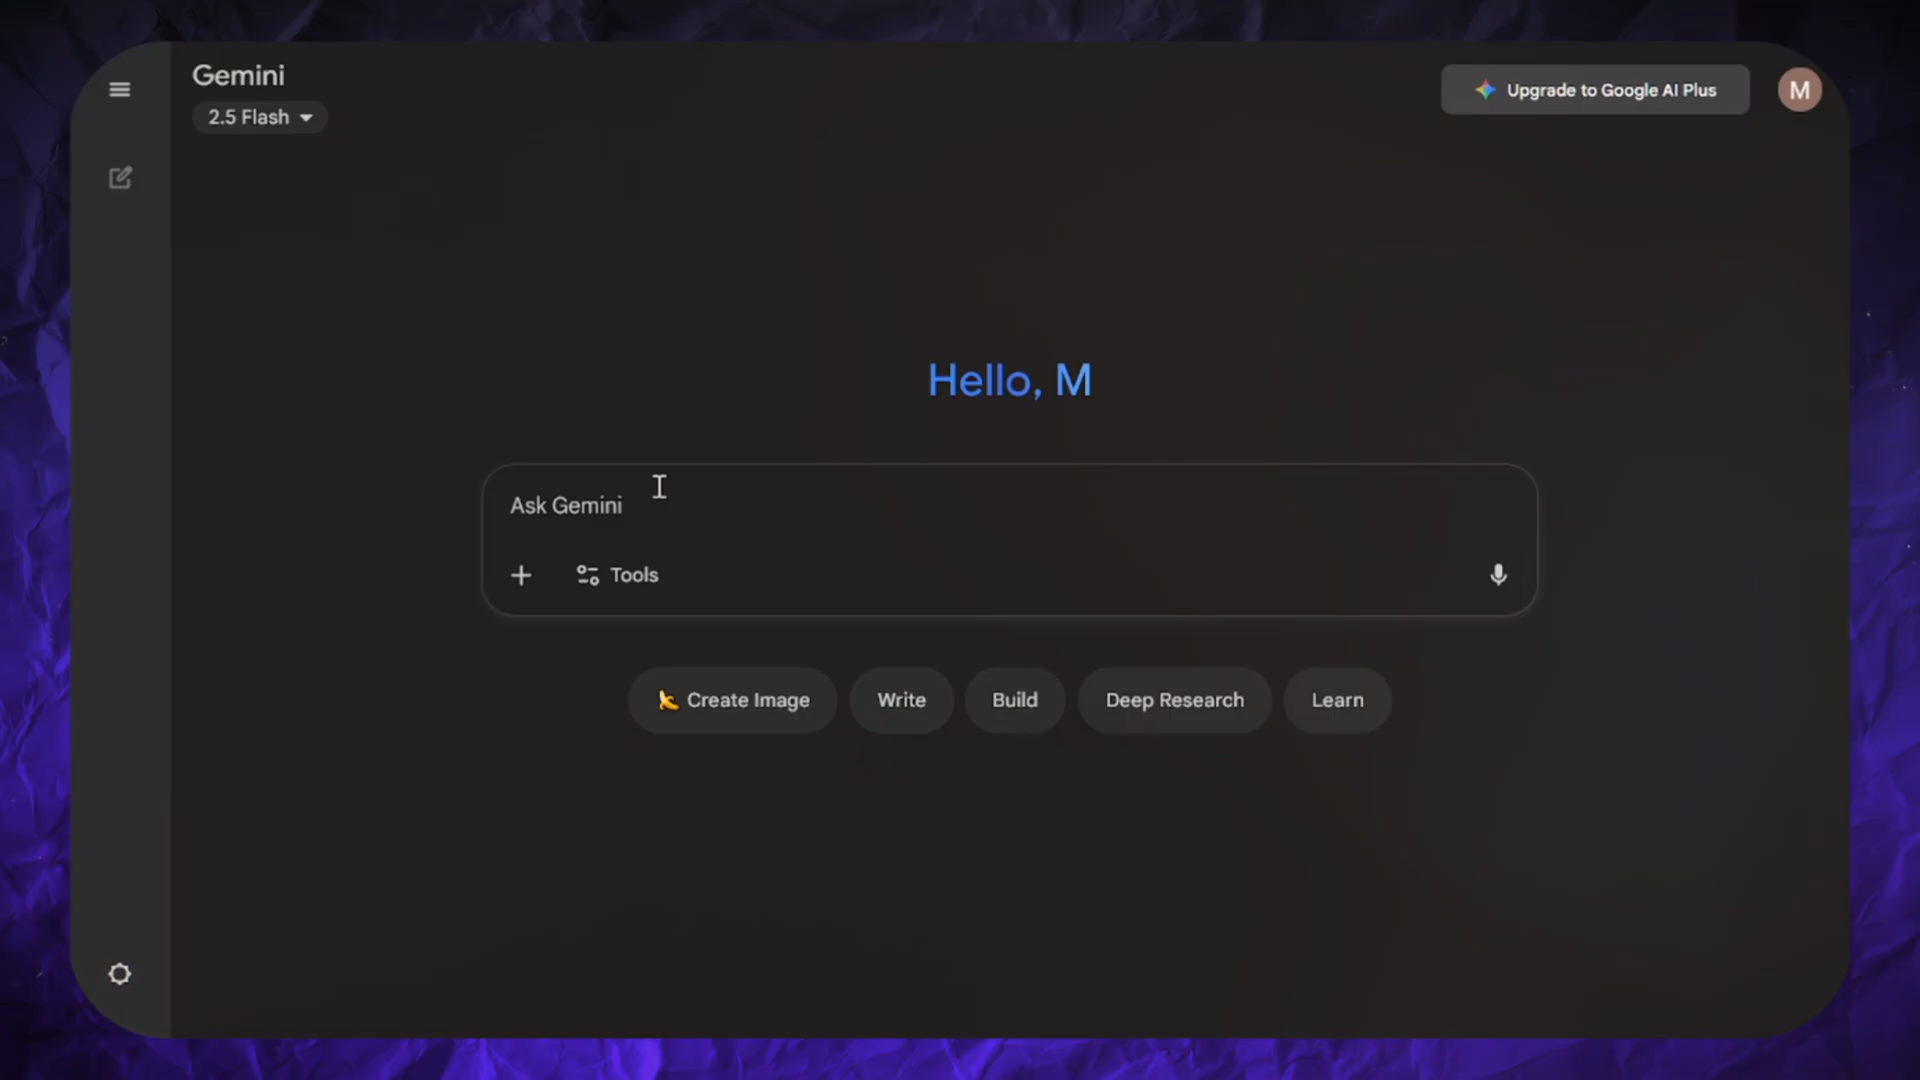 Gemini
2.5 Flash
Upgrade to Google AI Plus
M
Hello, M
Ask Gemini
Tools
Create Image
Write
Build
Deep Research
Learn